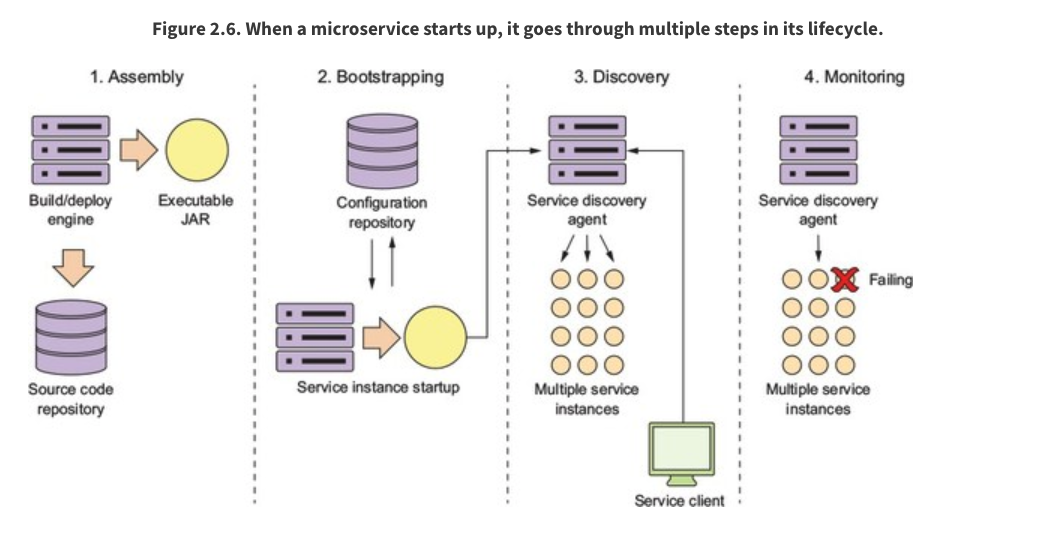 Figure 2.6. When a microservice starts up, it goes through multiple steps in its lifecycle.
1. Assembly
Build/deploy
engine
Executable
JAR
Source code
repository
2. Bootstrapping
Configuration
repository
Service instance startup
3. Discovery
Service discovery
agent
Multiple service
instances
Service client
4. Monitoring
Service discovery
agent
Failing
Multiple service
instances